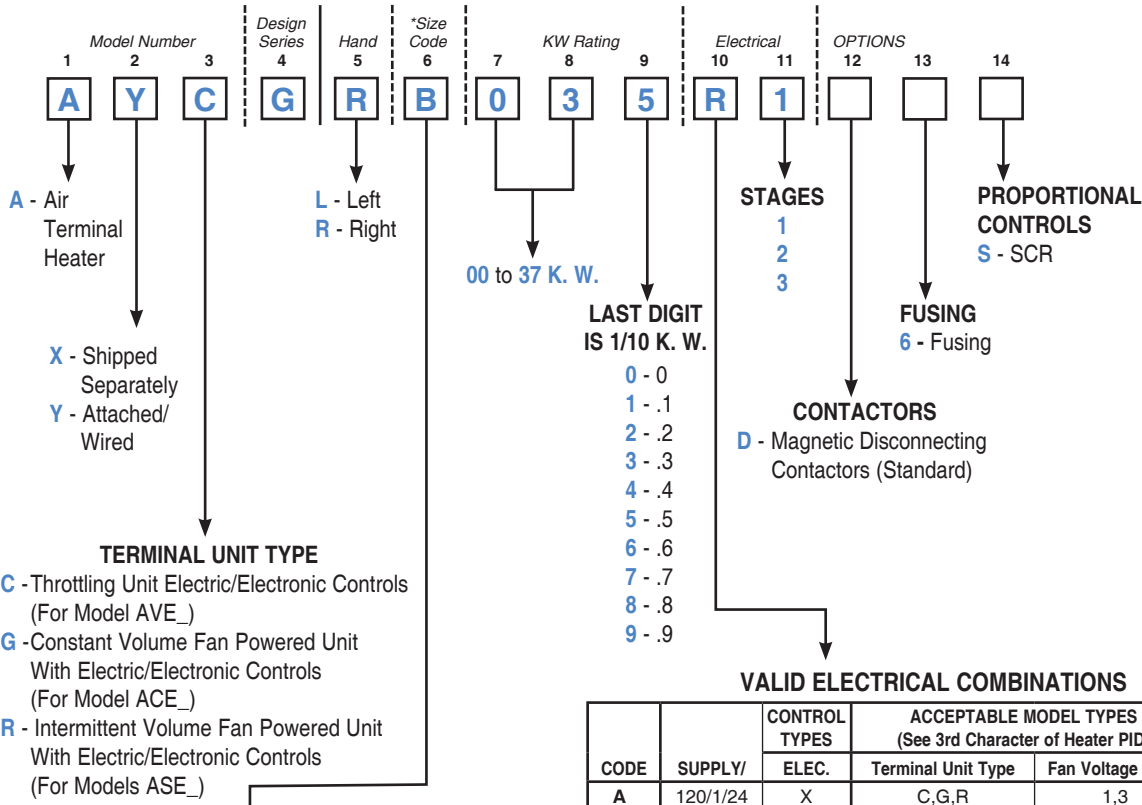 Model Number
Design Series
Hand
*Size Code
KW Rating
Electrical
OPTIONS
1 2 3 4 5 6 7 8 9 10 11 12 13 14
A Y C G R B 0 3 5 R 1
A - Air Terminal Heater
L - Left
R - Right
00 to 37 K. W.
STAGES
1
2
3
PROPORTIONAL
CONTROLS
S - SCR
X - Shipped
Separately
Y - Attached/
Wired
LAST DIGIT
IS 1/10 K. W.
0 - 0
1 - .1
2 - .2
3 - .3
4 - .4
5 - .5
6 - .6
7 - .7
8 - .8
9 - .9
FUSING
6 - Fusing
CONTACTORS
D - Magnetic Disconnecting
Contactors (Standard)
TERMINAL UNIT TYPE
C -Throttling Unit Electric/Electronic Controls
(For Model AVE_)
G -Constant Volume Fan Powered Unit
With Electric/Electronic Controls
(For Model ACE_)
R - Intermittent Volume Fan Powered Unit
With Electric/Electronic Controls
(For Models ASE_)
VALID ELECTRICAL COMBINATIONS
CONTROL TYPES
ACCEPTABLE MODEL TYPES
(See 3rd Character of Heater PID
CODE SUPPLY/ ELEC. Terminal Unit Type Fan Voltage
A 120/1/24 X C,G,R 1,3